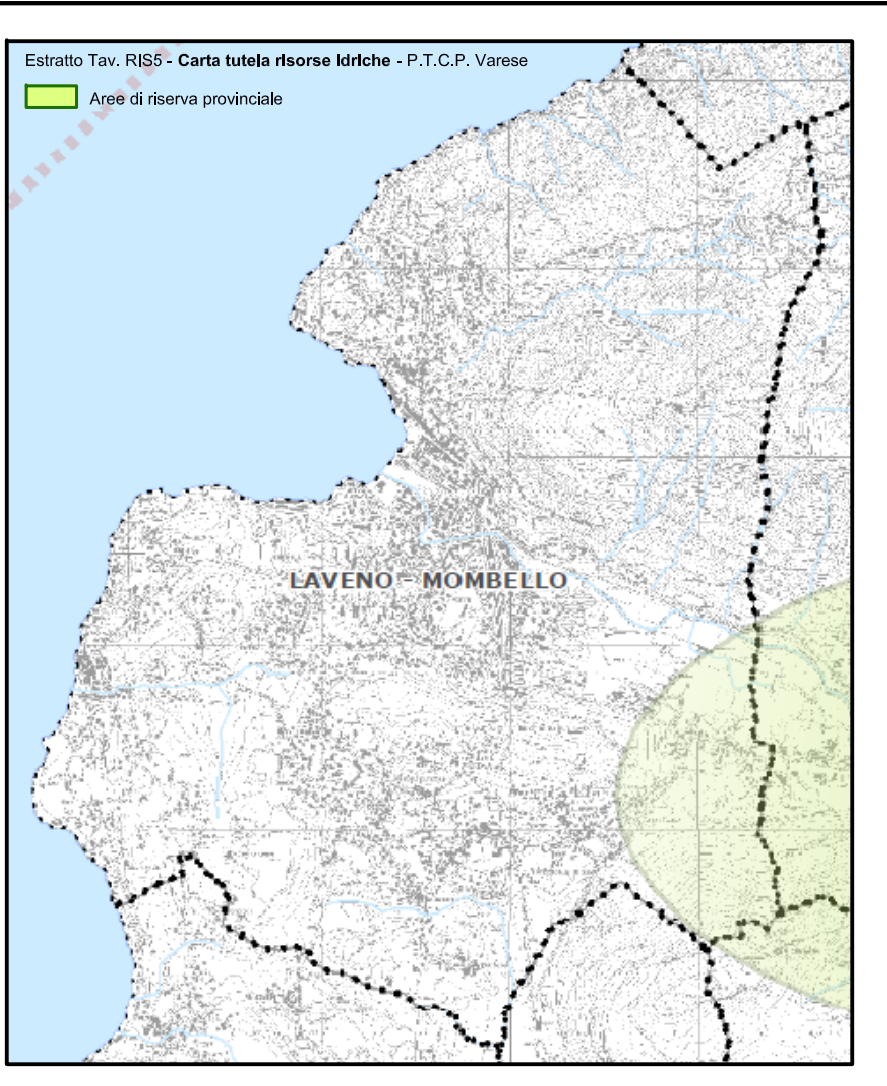 Estratto Tav. RIS5 - Carta tutela risorse idriche - P.T.C.P. Varese
Aree di riserva provinciale
LAVENO - MOMBELLO